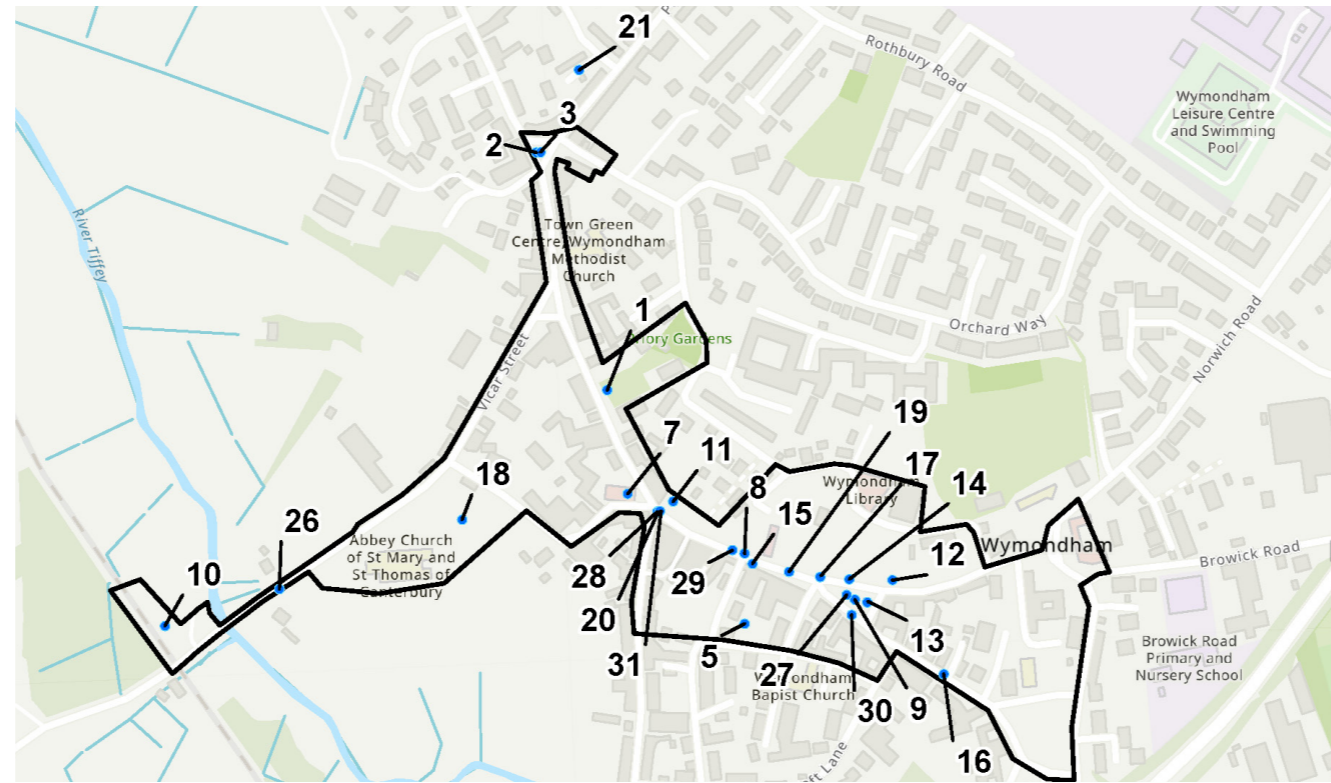 21
Rothbury Road
Wymondham
Leisure Centre
and Swimming
Pool
3
2
River Tiffey
Town Green
Centre, Wymondham
Methodist
Church
1
Orchard Way
Norwich Road
Priory Gardens
Vicar Street
19
7
11
17
18
8
14
Wymondham
Library
15
26
Abbey Church
of St Mary and
St Thomas of
Canterbury
12
Wymondham
Browick Road
10
28
29
20
13
5
31
27
Wymondham
Bapist Church
30
9
16
Browick Road
Primary and
Nursery School
ft Lane